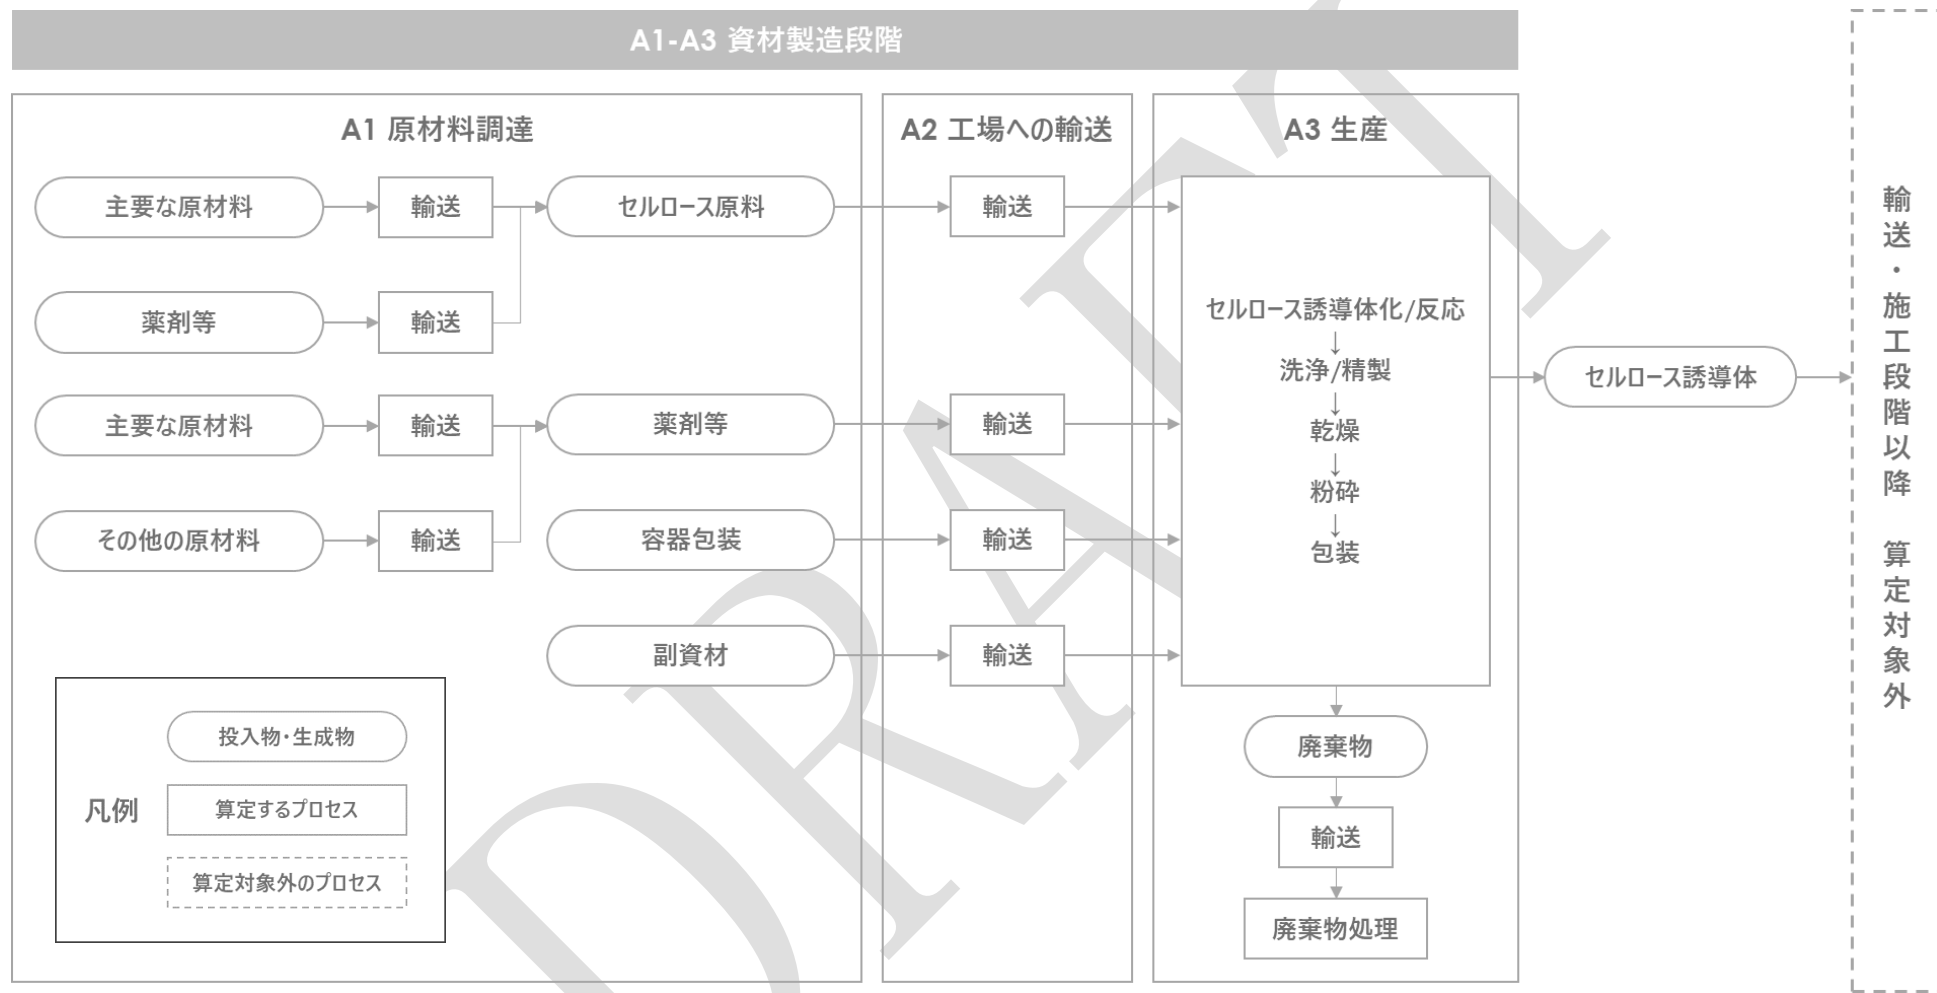 A1-A3 資材製造段階
A1 原材料調達
A2 工場への輸送
A3 生産
主要な原材料
輸送
セルロース原料
輸送
薬剤等
輸送
主要な原材料
輸送
薬剤等
輸送
その他の原材料
輸送
容器包装
輸送
副資材
輸送
セルロース誘導体化/反応
↓
洗浄/精製
↓
乾燥
↓
粉砕
↓
包装
廃棄物
輸送
廃棄物処理
セルロース誘導体
輸送・施工段階以降 算定対象外
凡例
投入物・生成物
算定するプロセス
算定対象外のプロセス
DRAFT